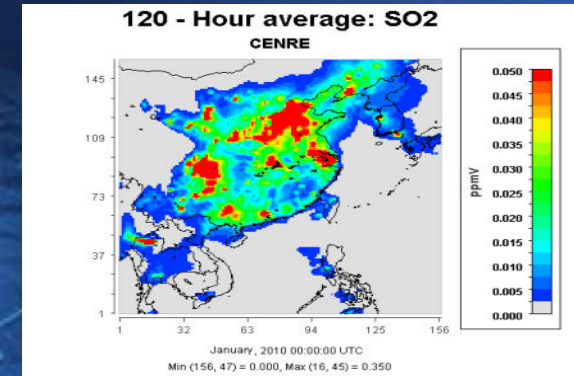 120 - Hour average: SO2
CENRE
145
109
73
37
1
1 32 63 94 125 156
January, 2010 00:00:00 UTC
Min (156, 47) = 0.000, Max (16, 45) = 0.350
ppmV
0.050
0.045
0.040
0.035
0.030
0.025
0.020
0.015
0.010
0.005
0.000